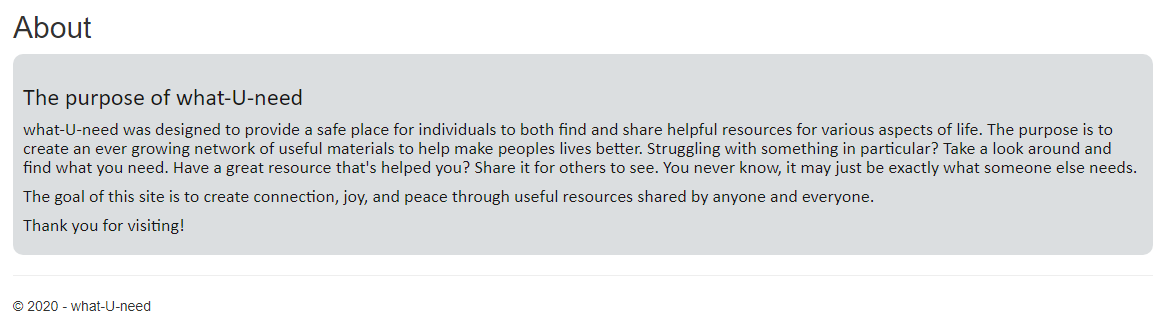 About
The purpose of what-U-need
what-U-need was designed to provide a safe place for individuals to both find and share helpful resources for various aspects of life. The purpose is to
create an ever growing network of useful materials to help make peoples lives better. Struggling with something in particular? Take a look around and
find what you need. Have a great resource that's helped you? Share it for others to see. You never know, it may just be exactly what someone else needs.
The goal of this site is to create connection, joy, and peace through useful resources shared by anyone and everyone.
Thank you for visiting!
© 2020 - what-U-need